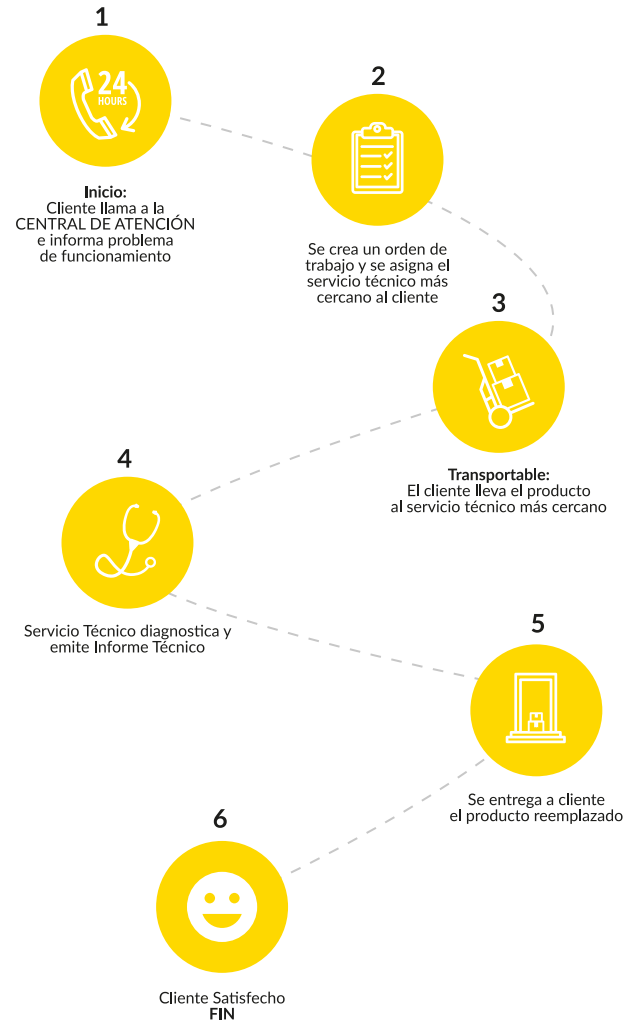 1
24
HOURS
Inicio:
Cliente llama a la
CENTRAL DE ATENCIÓN
e informa problema
de funcionamiento
2
Se crea un orden de
trabajo y se asigna el
servicio técnico más
cercano al cliente
3
Transportable:
El cliente lleva el producto
al servicio técnico más cercano
4
Servicio Técnico diagnostica y
emite Informe Técnico
5
Se entrega a cliente
el producto reemplazado
6
Cliente Satisfecho
FIN